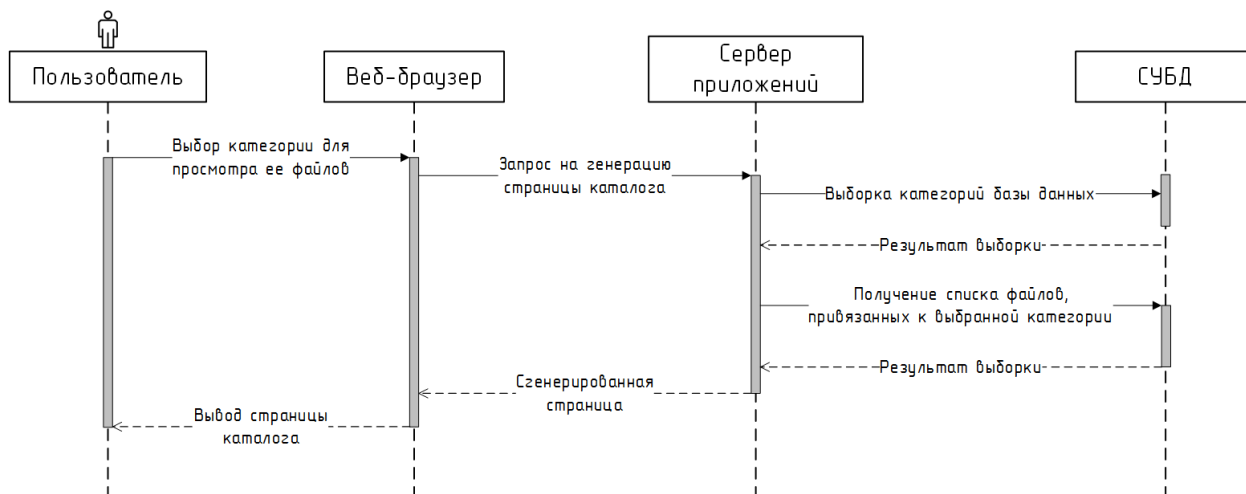 Пользователь
Веб-браузер
Сервер
приложений
СУБД
Выбор категории для
просмотра ее файлов
Запрос на генерацию
страницы каталога
Выборка категорий базы данных
Результат выборки
Получение списка файлов,
привязанных к выбранной категории
Результат выборки
Сгенерированная
страница
Вывод страницы
каталога